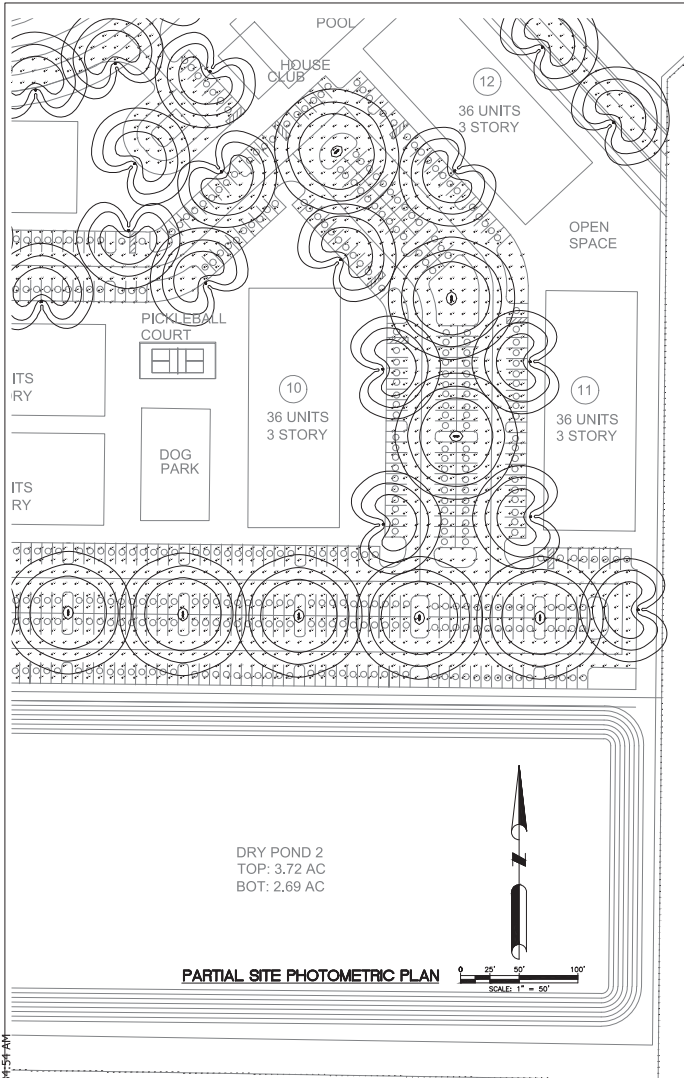 POOL
HOUSE
CLUB
12
36 UNITS
3 STORY
OPEN
SPACE
PICKLEBALL
COURT
ITS
RY
10
36 UNITS
3 STORY
11
36 UNITS
3 STORY
DOG
PARK
ITS
RY
DRY POND 2
TOP: 3.72 AC
BOT: 2.69 AC
N
PARTIAL SITE PHOTOMETRIC PLAN
0 25' 50' 100'
SCALE: 1" = 50'